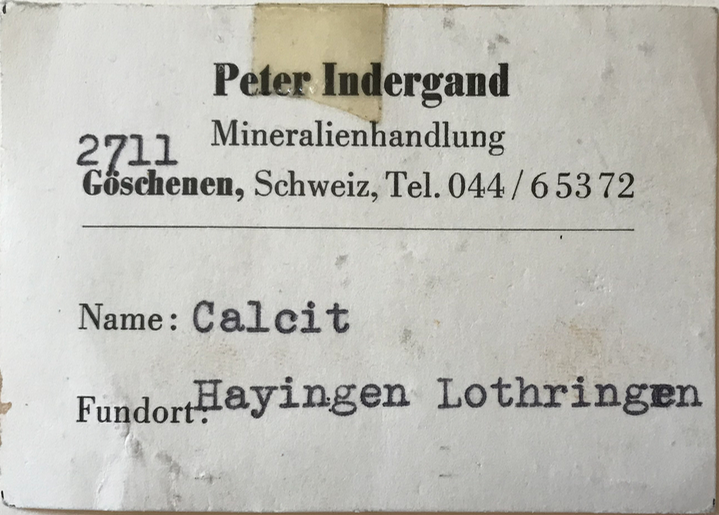 Peter Indergand
Mineralienhandlung
2711
Göschenen, Schweiz, Tel. 044/6 53 72
Name: Calcit
Fundort: Hayingen Lothringen